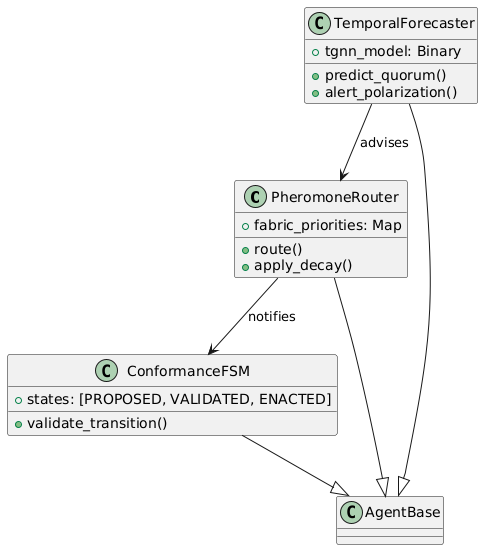 C TemporalForecaster
tgnn_model: Binary
predict_quorum()
alert_polarization()
advises
C PheromoneRouter
fabric_priorities: Map
route()
apply_decay()
notifies
C ConformanceFSM
states: [PROPOSED, VALIDATED, ENACTED]
validate_transition()
C AgentBase